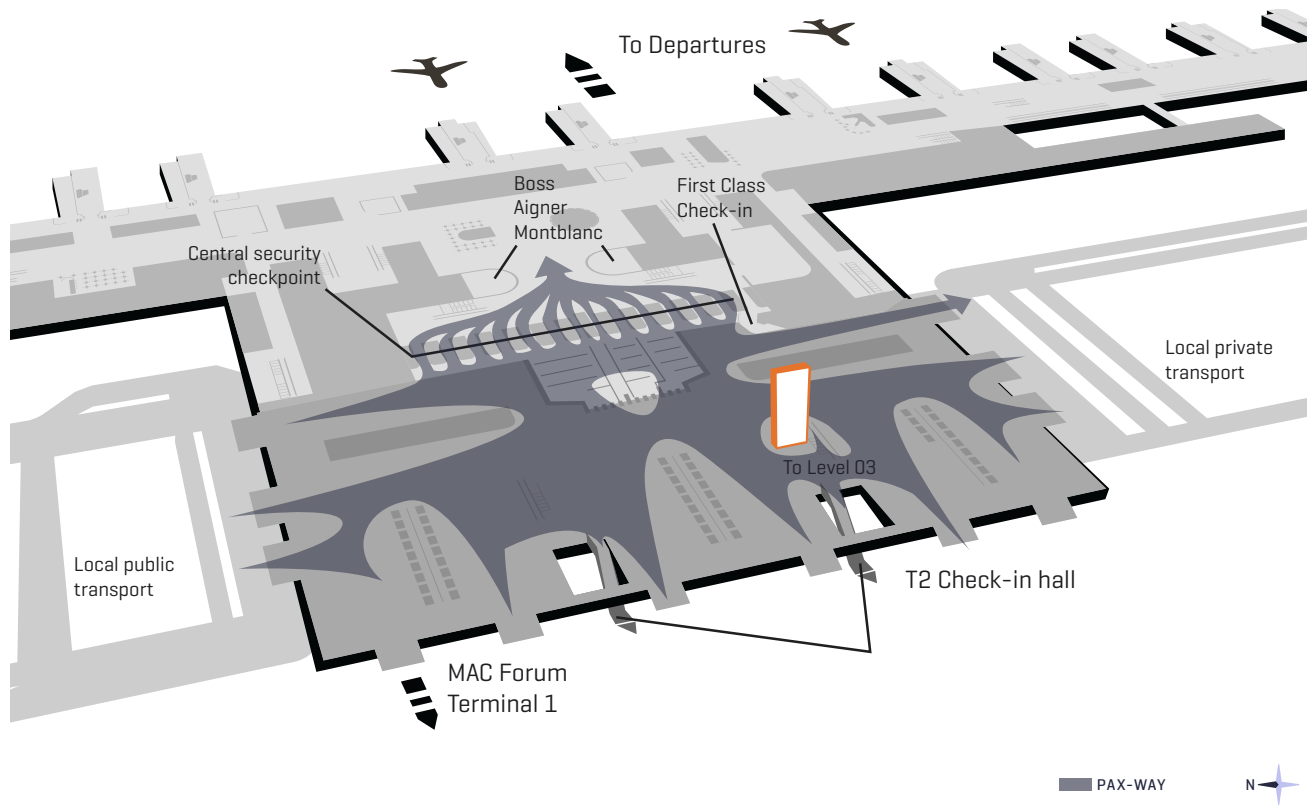 To Departures
Boss
Aigner
Montblanc
First Class
Check-in
Central security
checkpoint
Local private
transport
To Level 03
Local public
transport
T2 Check-in hall
MAC Forum
Terminal 1
PAX-WAY
N